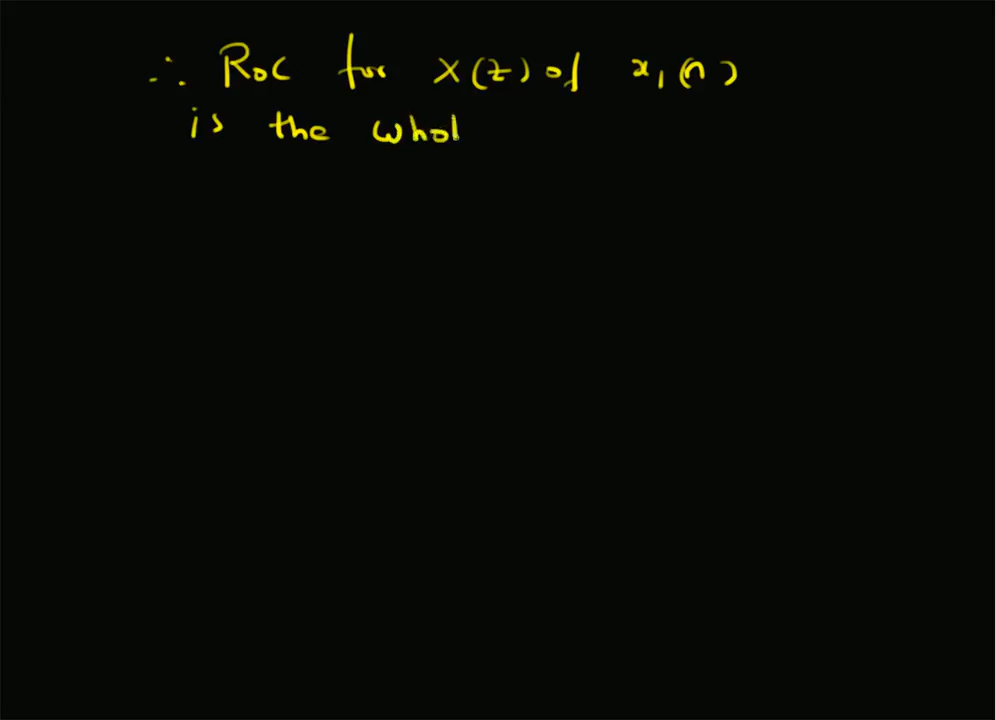 ∴ ROC for X(z) of x₁(n)
is the whol